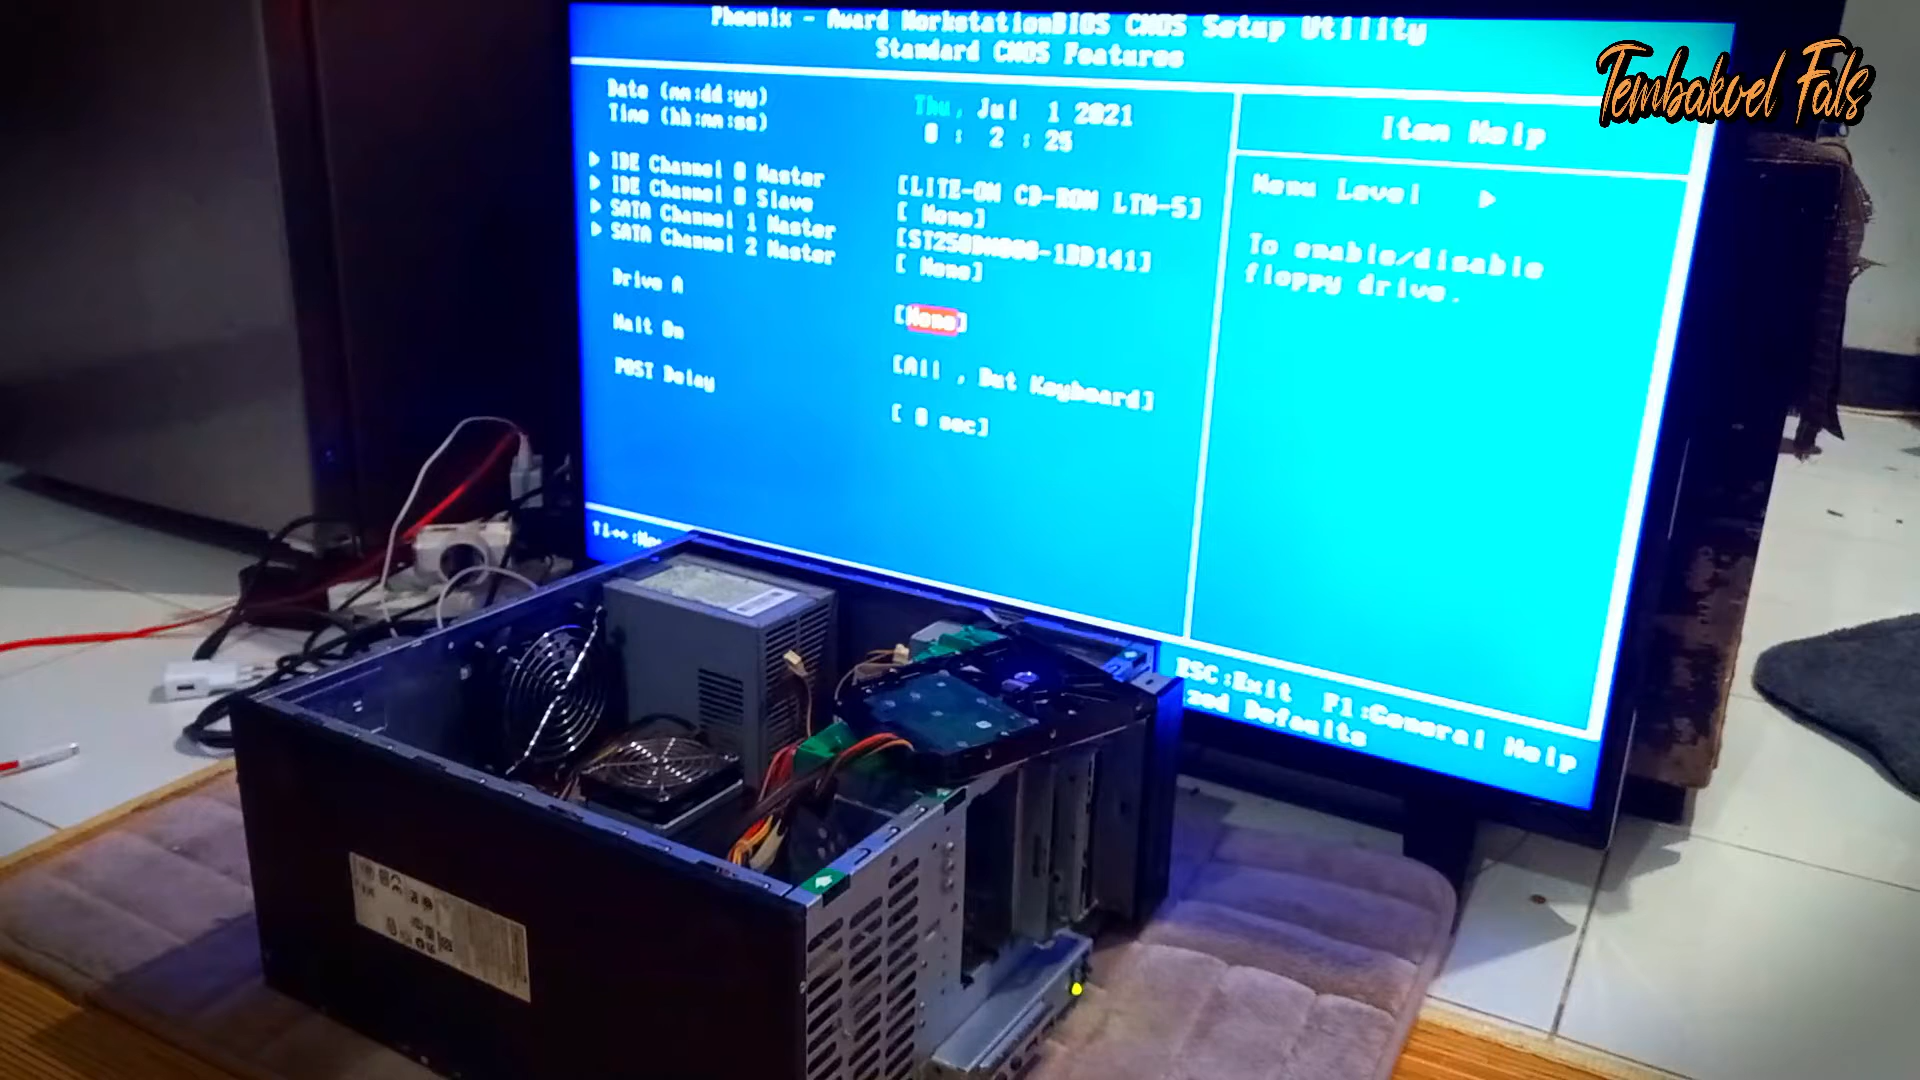 Phoenix - Award WorkstationBIOS CMOS Setup Utility
Standard CMOS Features
Tembakoel Fals
Date (mm:dd:yy) Thu, Jul 1 2021
Time (hh:mm:ss) 0 : 2 : 25
IDE Channel 0 Master [LITE-ON CD-ROM LTN-5]
IDE Channel 0 Slave [ None]
SATA Channel 1 Master [ST250DM000-1BD141]
SATA Channel 2 Master [ None]
Drive A [None]
Halt On [All , But Keyboard]
POST Delay [ 0 sec]
Item Help
Menu Level
To enable/disable
floppy drive.
ESC:Exit F1:General Help
Defaults